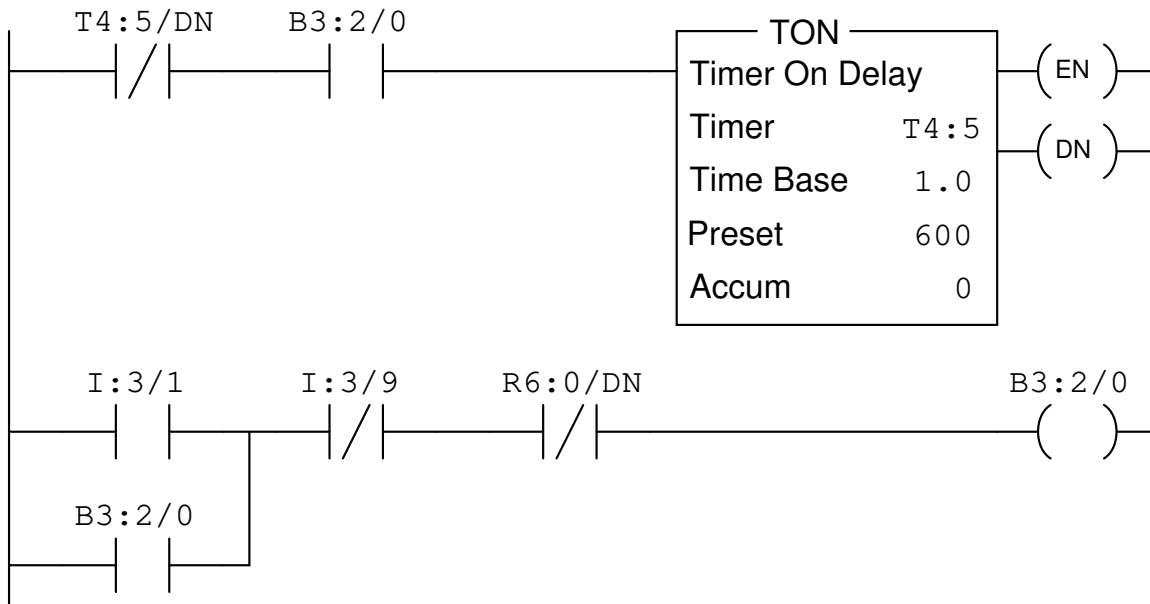 T4:5/DN B3:2/0
TON
Timer On Delay
EN
Timer T4:5
DN
Time Base 1.0
Preset 600
Accum 0
I:3/1 I:3/9 R6:0/DN B3:2/0
B3:2/0